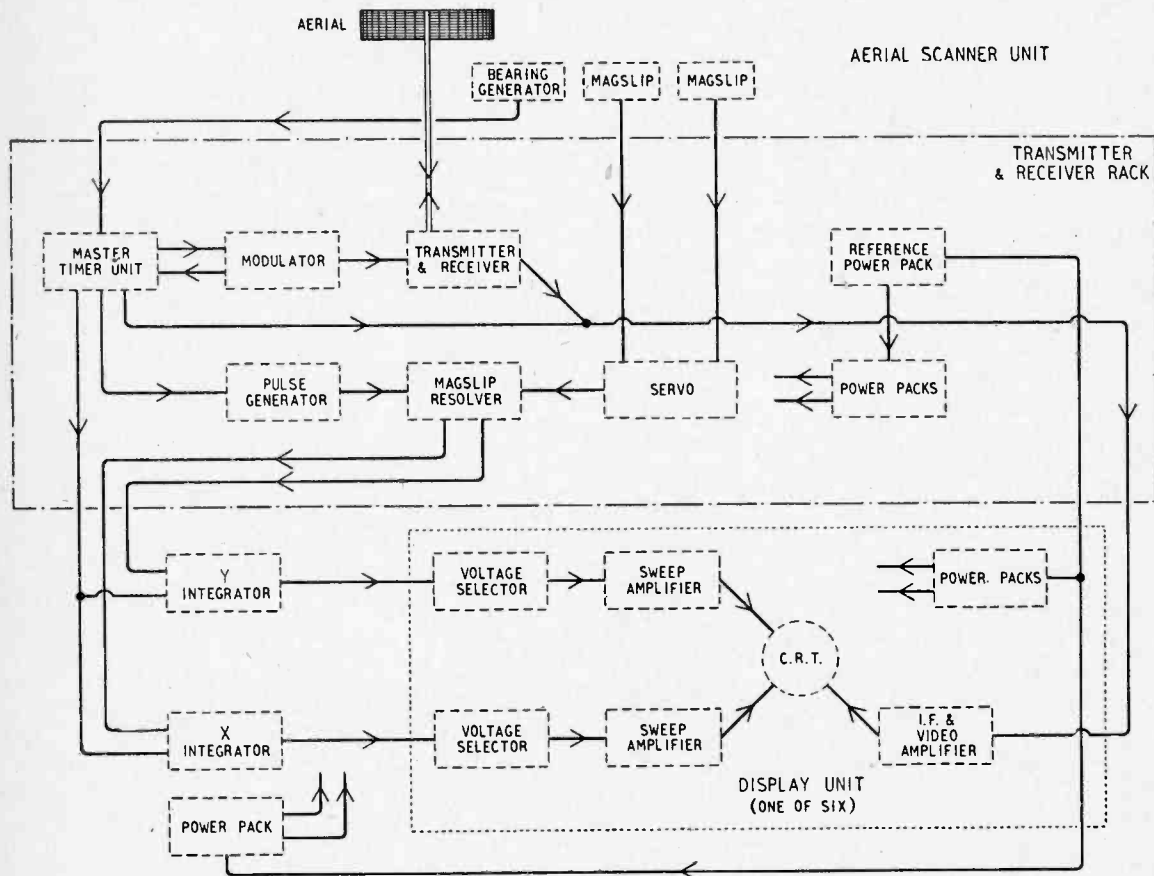 AERIAL
AERIAL SCANNER UNIT
BEARING
GENERATOR
MAGSLIP
MAGSLIP
TRANSMITTER
& RECEIVER RACK
MASTER
TIMER UNIT
MODULATOR
TRANSMITTER
& RECEIVER
REFERENCE
POWER PACK
PULSE
GENERATOR
MAGSLIP
RESOLVER
SERVO
POWER PACKS
Y
INTEGRATOR
VOLTAGE
SELECTOR
SWEEP
AMPLIFIER
POWER. PACKS
C.R.T.
X
INTEGRATOR
VOLTAGE
SELECTOR
SWEEP
AMPLIFIER
I.F. &
VIDEO
AMPLIFIER
DISPLAY UNIT
(ONE OF SIX)
POWER PACK